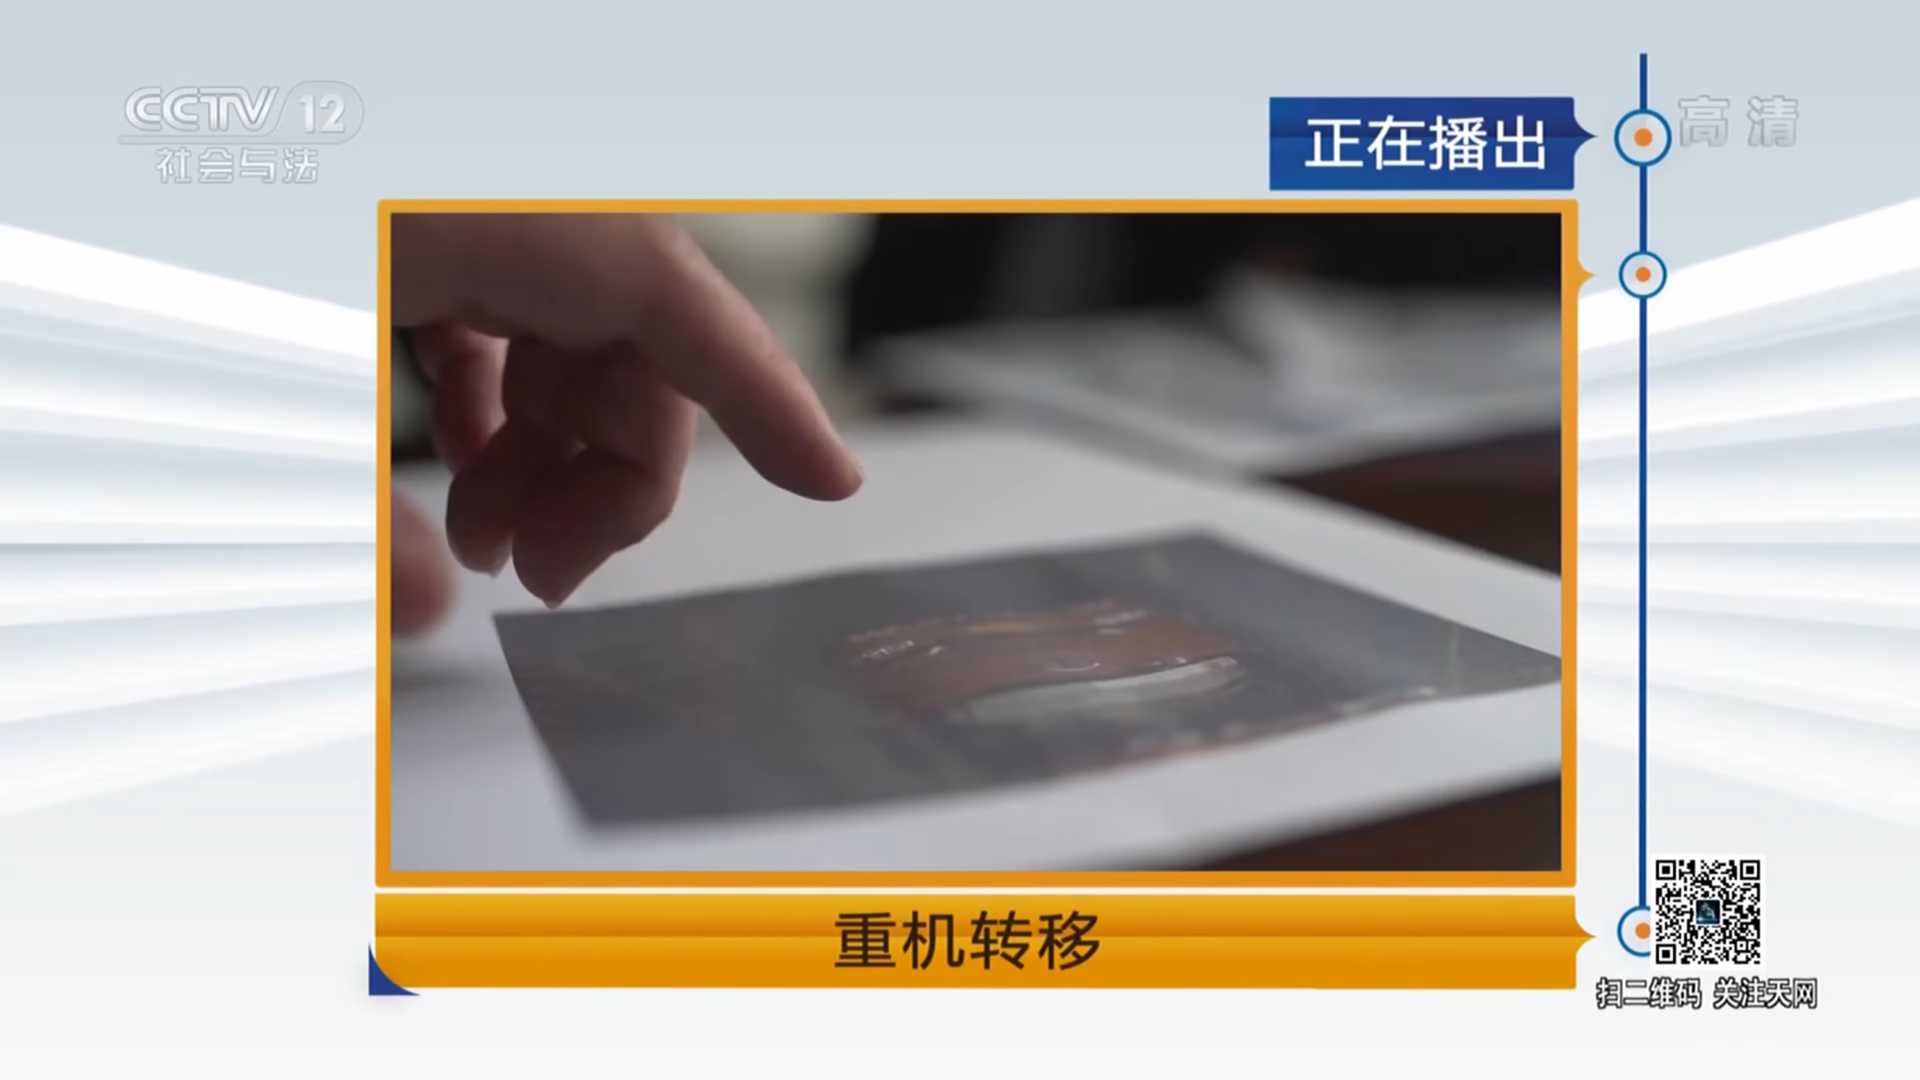 CCTV 12
社会与法
正在播出
高清
重机转移
扫二维码 关注天网